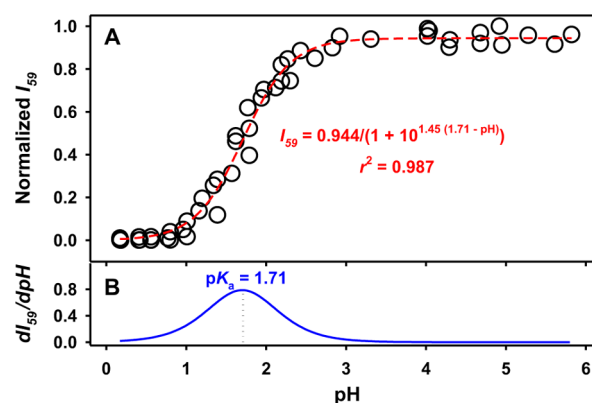 A
1.0
0.8
0.6
0.4
0.2
0.0
Normalized I59
I59 = 0.944/(1 + 10^1.45 (1.71 - pH))
r² = 0.987
B
pKa = 1.71
0.8
0.4
0.0
dI59/dpH
0 1 2 3 4 5 6
pH